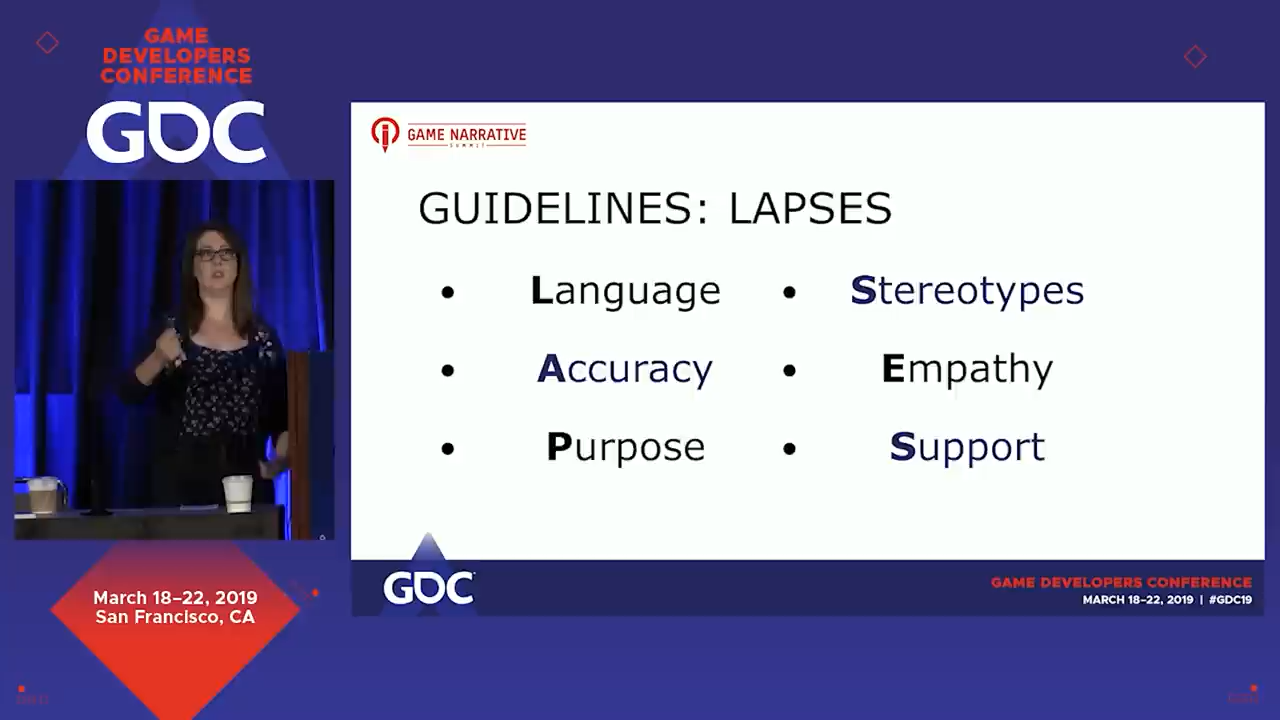 GAME
DEVELOPERS
CONFERENCE
GDC
GAME NARRATIVE
SUMMIT
GUIDELINES: LAPSES
• Language
• Accuracy
• Purpose
• Stereotypes
• Empathy
• Support
March 18–22, 2019
San Francisco, CA
GDC
GAME DEVELOPERS CONFERENCE
MARCH 18–22, 2019 | #GDC19